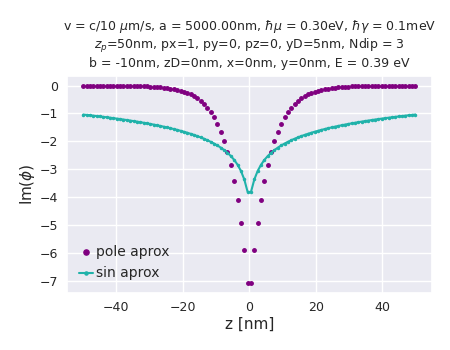 v = c/10 μm/s, a = 5000.00nm, ℏμ = 0.30eV, ℏγ = 0.1meV
zₚ=50nm, px=1, py=0, pz=0, yD=5nm, Ndip = 3
b = -10nm, zD=0nm, x=0nm, y=0nm, E = 0.39 eV
0
−1
−2
−3
−4
−5
−6
−7
Im(ϕ)
pole aprox
sin aprox
−40 −20 0 20 40
z [nm]